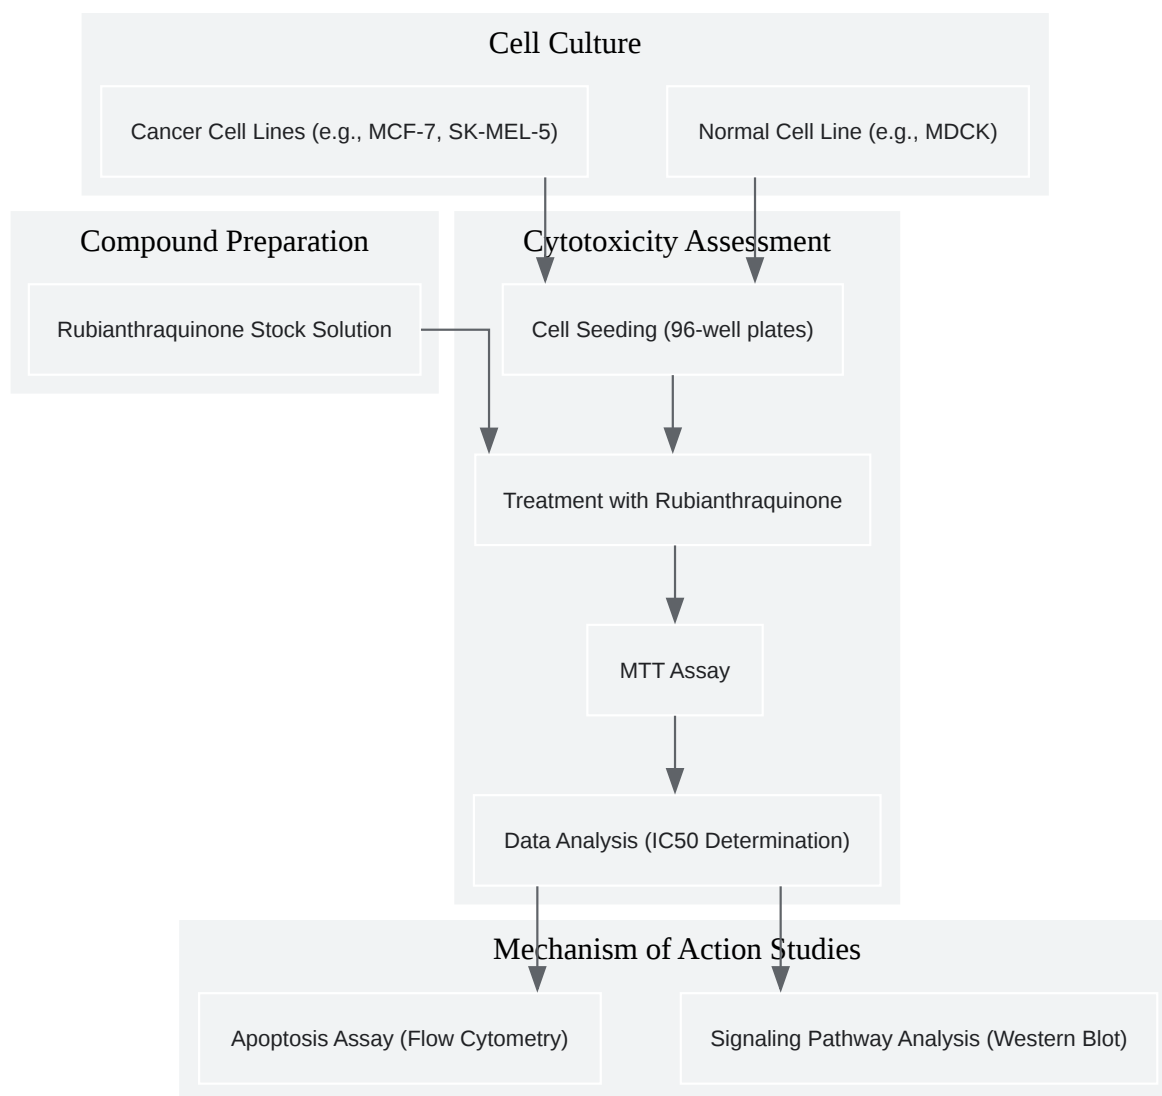 Cell Culture
Cancer Cell Lines (e.g., MCF-7, SK-MEL-5)
Normal Cell Line (e.g., MDCK)
Compound Preparation
Rubianthraquinone Stock Solution
Cytotoxicity Assessment
Cell Seeding (96-well plates)
Treatment with Rubianthraquinone
MTT Assay
Data Analysis (IC50 Determination)
Mechanism of Action Studies
Apoptosis Assay (Flow Cytometry)
Signaling Pathway Analysis (Western Blot)